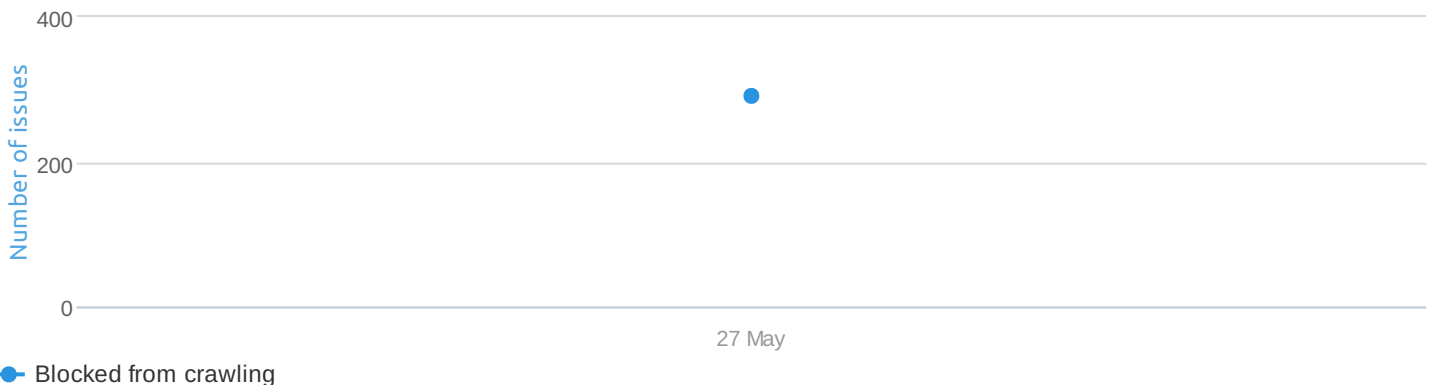 400
Number of issues
200
0
27 May
Blocked from crawling